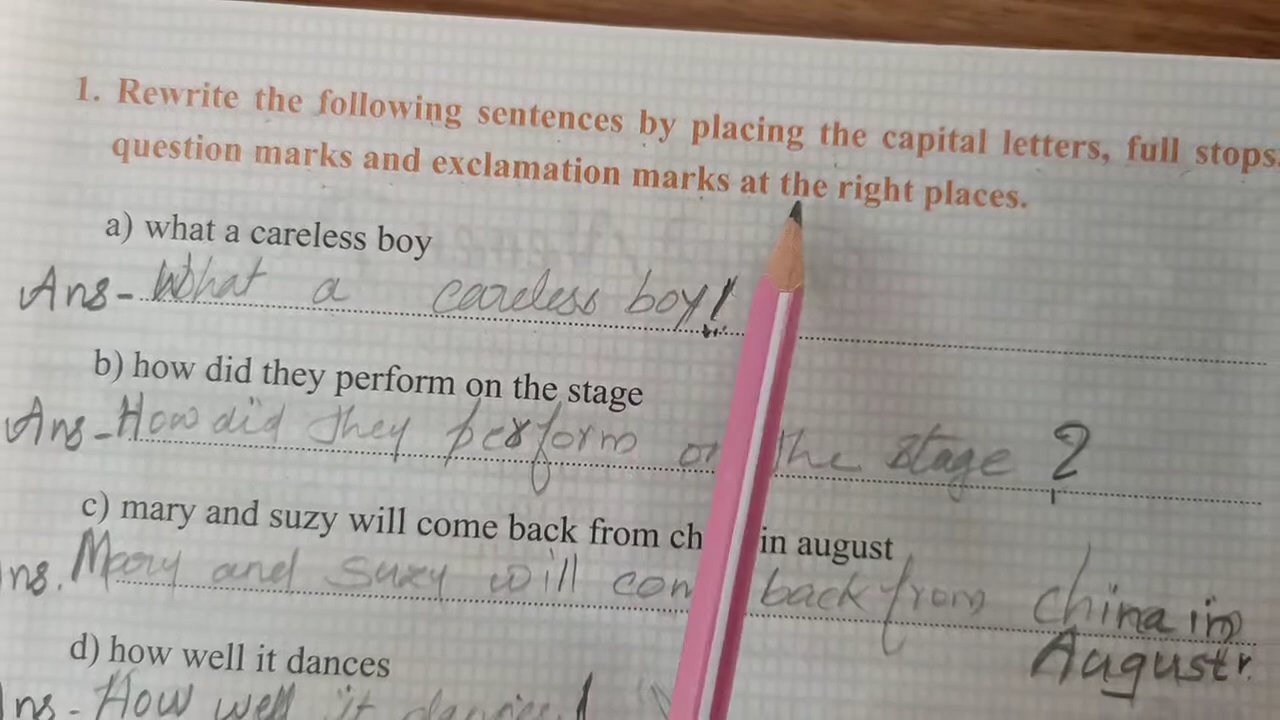 1. Rewrite the following sentences by placing the capital letters, full stops
question marks and exclamation marks at the right places.
a) what a careless boy
Ans- What a careless boy!
b) how did they perform on the stage
Ans- How did they perform the stage ?
c) mary and suzy will come back from ch in august
ns. Mary and suzy will com back from china in
August.
d) how well it dances
ns- How well it dances!